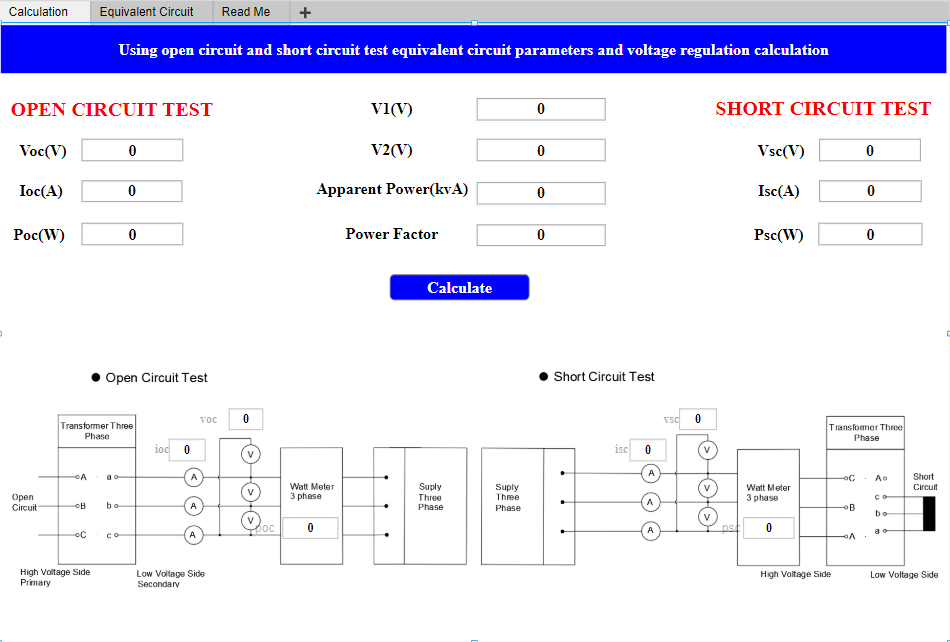 Calculation Equivalent Circuit Read Me +
Using open circuit and short circuit test equivalent circuit parameters and voltage regulation calculation
OPEN CIRCUIT TEST
Voc(V) 0
Ioc(A) 0
Poc(W) 0
V1(V) 0
V2(V) 0
Apparent Power(kvA) 0
Power Factor 0
SHORT CIRCUIT TEST
Vsc(V) 0
Isc(A) 0
Psc(W) 0
Calculate
● Open Circuit Test
voc 0
ioc 0
Transformer Three
Phase
A a A V
B b A V
C c A V
poc 0
Open
Circuit
Watt Meter
3 phase
Suply
Three
Phase
High Voltage Side
Primary
Low Voltage Side
Secondary
● Short Circuit Test
vsc 0
isc 0
Suply
Three
Phase
A V
A V
A V
psc 0
Watt Meter
3 phase
Transformer Three
Phase
C A
c
B b
a
A
Short
Circuit
High Voltage Side
Low Voltage Side